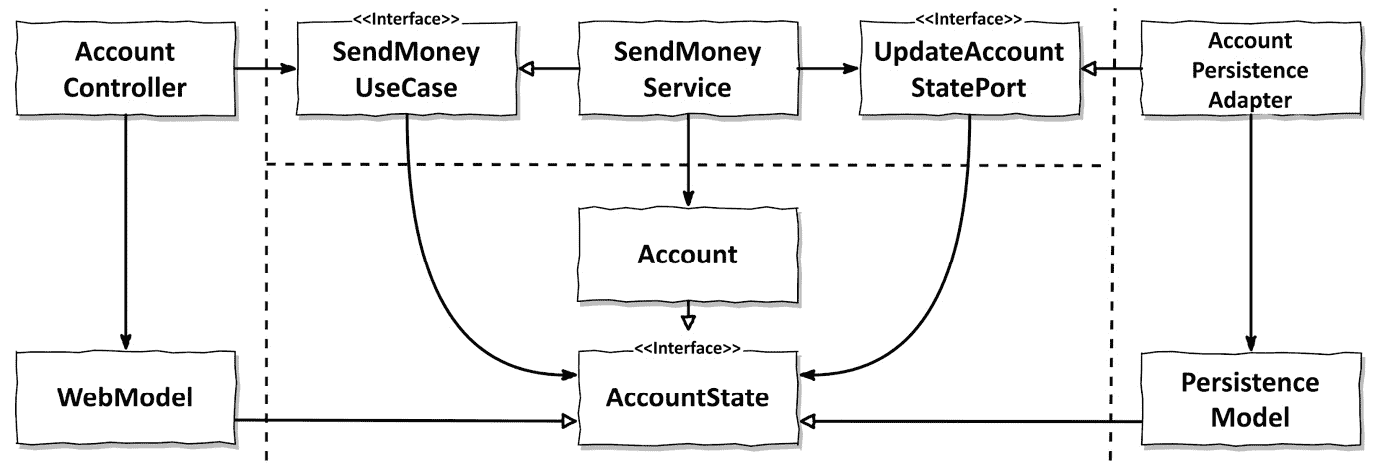 <<Interface>>
<<Interface>>
Account
Controller
SendMoney
UseCase
SendMoney
Service
UpdateAccount
StatePort
Account
Persistence
Adapter
Account
<<Interface>>
WebModel
AccountState
Persistence
Model